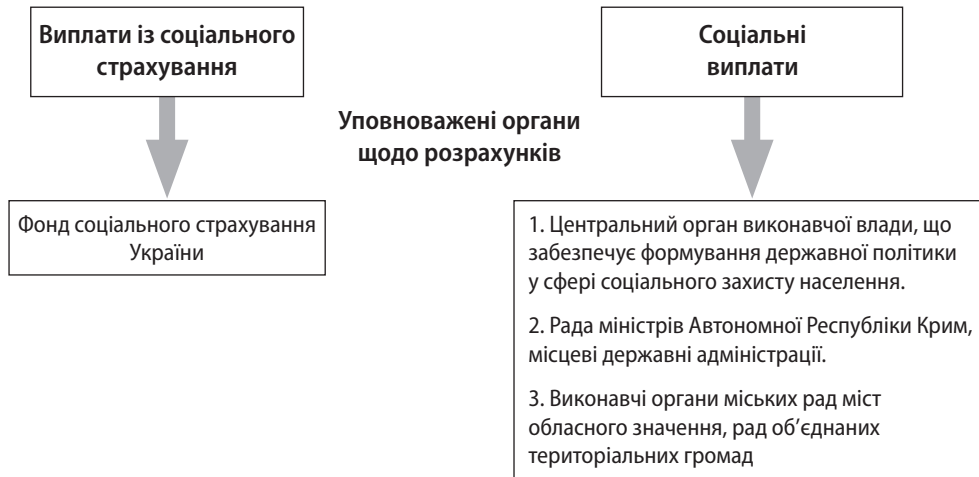 Виплати із соціального
страхування
Соціальні
виплати
Уповноважені органи
щодо розрахунків
Фонд соціального страхування
України
1. Центральний орган виконавчої влади, що
забезпечує формування державної політики
у сфері соціального захисту населення.
2. Рада міністрів Автономної Республіки Крим,
місцеві державні адміністрації.
3. Виконавчі органи міських рад міст
обласного значення, рад об’єднаних
територіальних громад